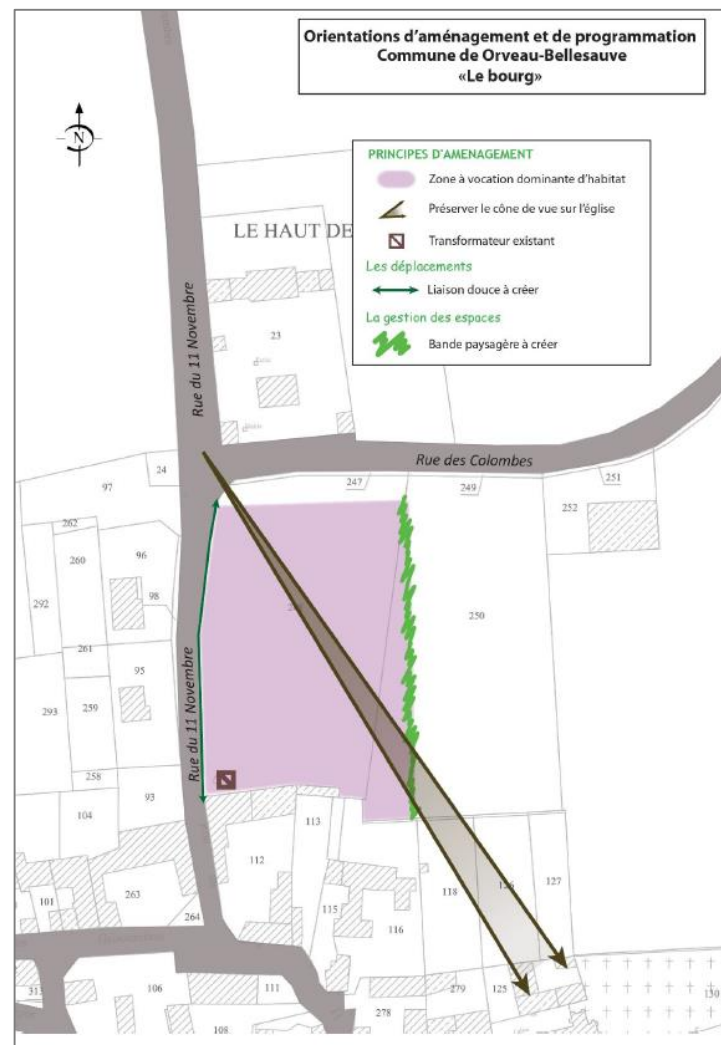 Orientations d'aménagement et de programmation
Commune de Orveau-Bellesauve
«Le bourg»
N
PRINCIPES D'AMENAGEMENT
Zone à vocation dominante d'habitat
Préserver le cône de vue sur l'église
Transformateur existant
Les déplacements
Liaison douce à créer
La gestion des espaces
Bande paysagère à créer
LE HAUT DE
Rue du 11 Novembre
23
Rue des Colombes
24
97
247
249
251
252
262
260
96
292
98
250
261
95
293
259
Rue du 11 Novembre
258
93
104
113
112
118
126
127
101
263
115
116
264
313
106
111
279
125
278
108
130